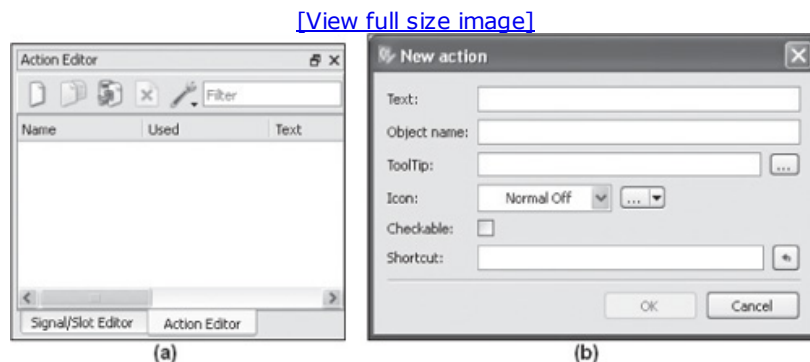 [View full size image]
Action Editor
Filter
Name Used Text
Signal/Slot Editor Action Editor
(a)
New action
Text:
Object name:
ToolTip:
...
Icon:
Normal Off
...
Checkable:
Shortcut:
OK Cancel
(b)